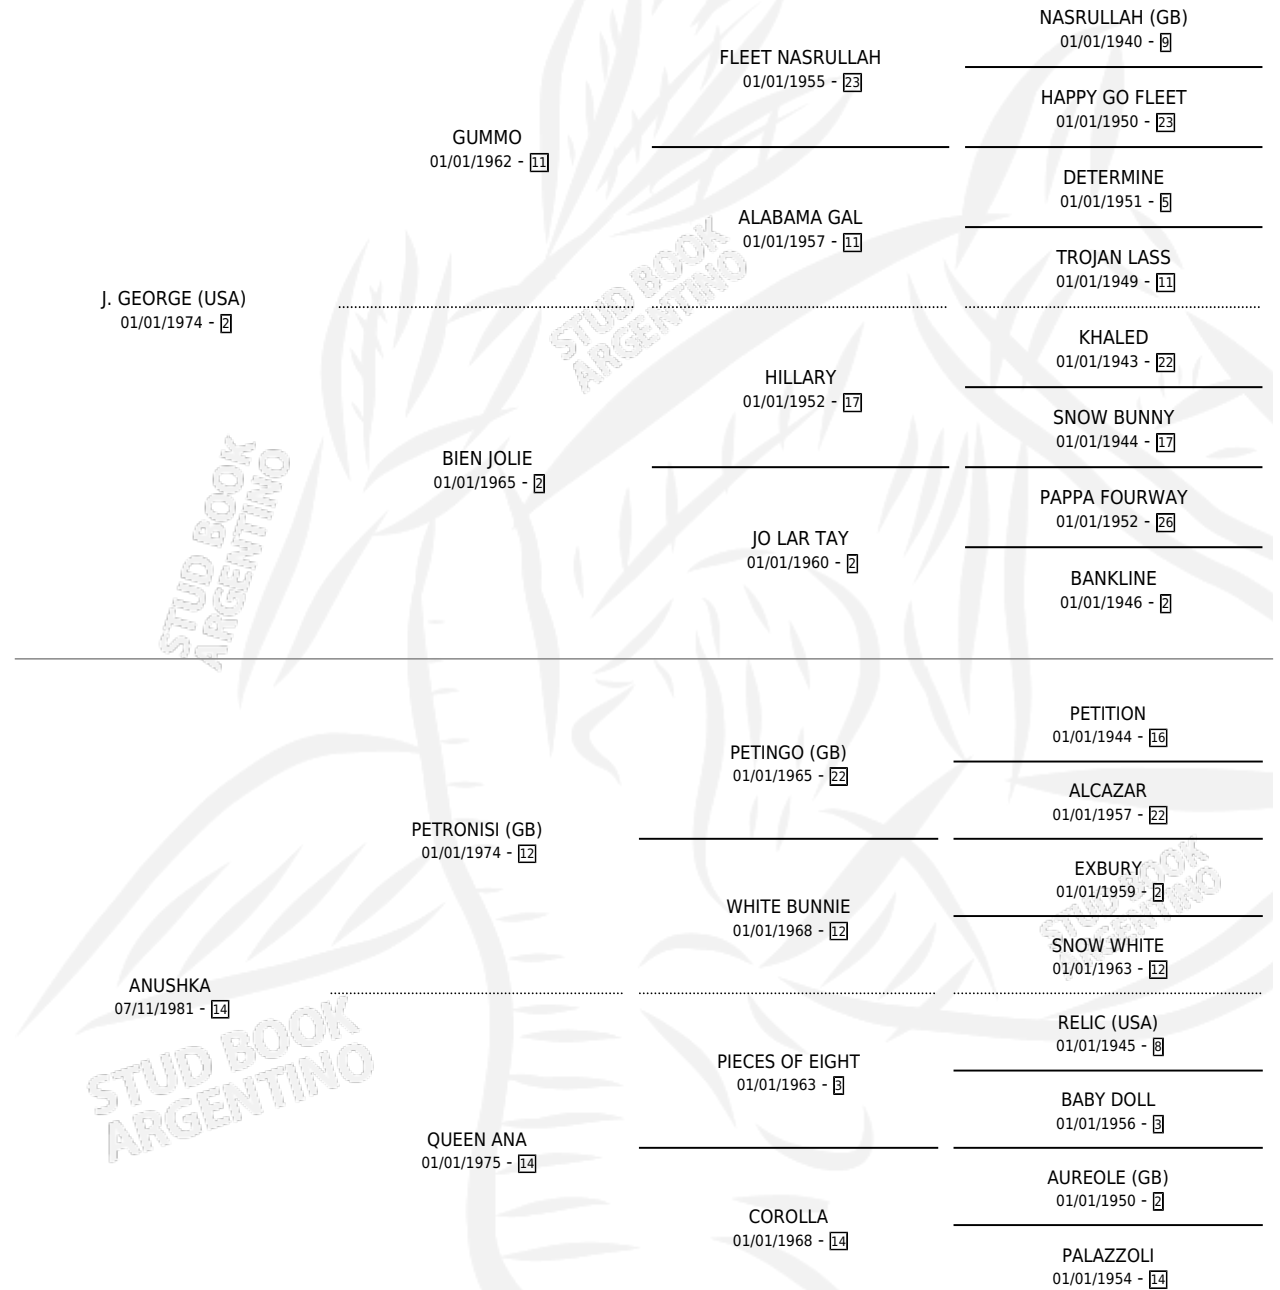 NASRULLAH (GB)
01/01/1940 - 9
FLEET NASRULLAH
01/01/1955 - 23
HAPPY GO FLEET
01/01/1950 - 23
GUMMO
01/01/1962 - 11
DETERMINE
01/01/1951 - 5
ALABAMA GAL
01/01/1957 - 11
TROJAN LASS
01/01/1949 - 11
J. GEORGE (USA)
01/01/1974 - 2
STUD BOOK
ARGENTINO
KHALED
01/01/1943 - 22
HILLARY
01/01/1952 - 17
SNOW BUNNY
01/01/1944 - 17
BIEN JOLIE
01/01/1965 - 2
PAPPA FOURWAY
01/01/1952 - 26
JO LAR TAY
01/01/1960 - 2
BANKLINE
01/01/1946 - 2
STUD BOOK
ARGENTINO
PETITION
01/01/1944 - 16
PETINGO (GB)
01/01/1965 - 22
ALCAZAR
01/01/1957 - 22
PETRONISI (GB)
01/01/1974 - 12
EXBURY
01/01/1959 - 2
WHITE BUNNIE
01/01/1968 - 12
STUD BOOK
ARGENTINO
SNOW WHITE
01/01/1963 - 12
ANUSHKA
07/11/1981 - 14
RELIC (USA)
01/01/1945 - 8
STUD BOOK
ARGENTINO
PIECES OF EIGHT
01/01/1963 - 3
BABY DOLL
01/01/1956 - 3
QUEEN ANA
01/01/1975 - 14
AUREOLE (GB)
01/01/1950 - 2
COROLLA
01/01/1968 - 14
PALAZZOLI
01/01/1954 - 14